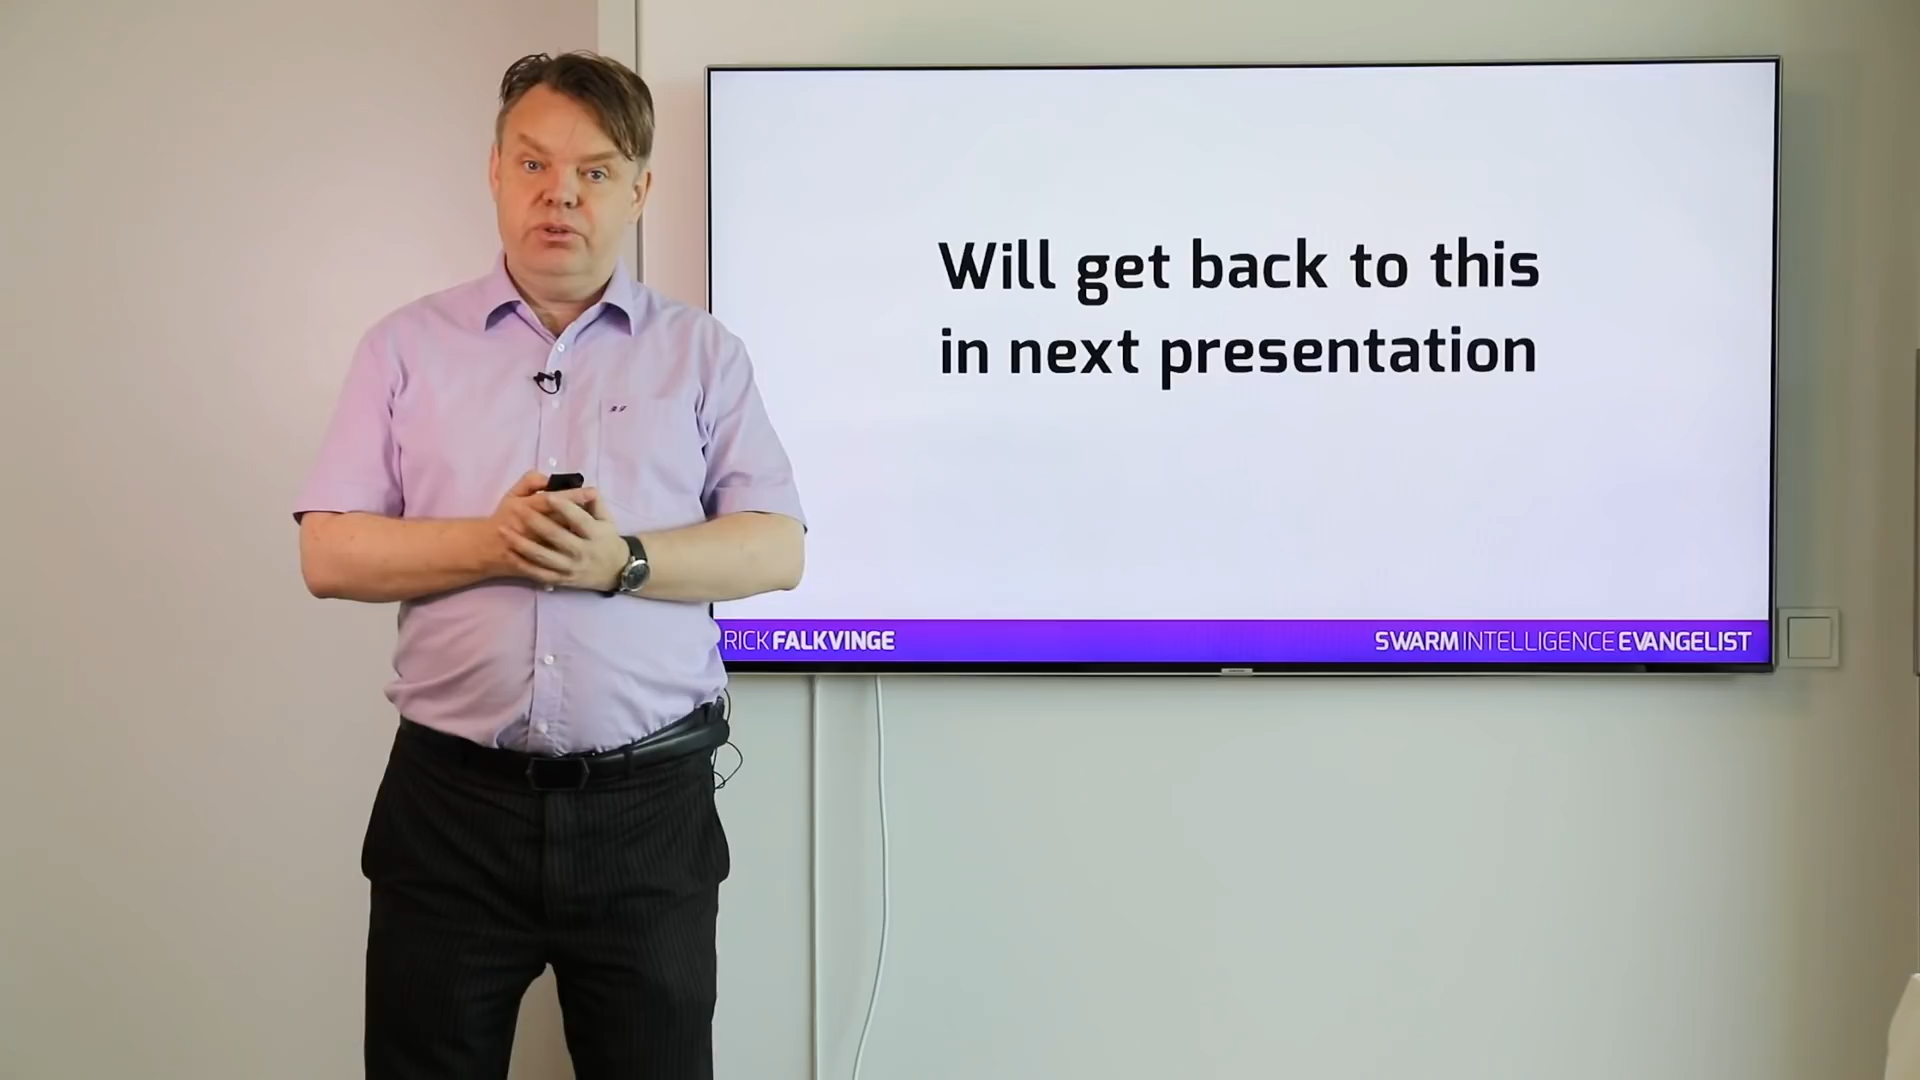 Will get back to this
in next presentation
RICKFALKVINGE
SWARMINTELLIGENCEEVANGELIST